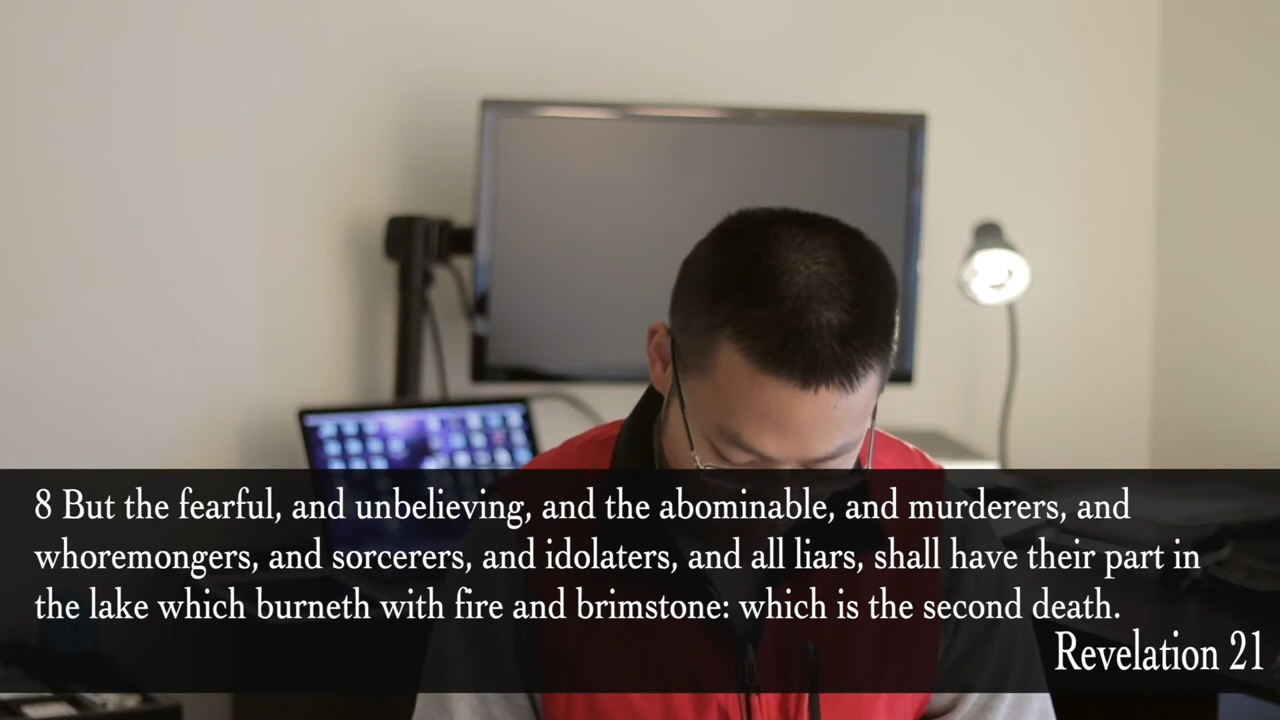 8 But the fearful, and unbelieving, and the abominable, and murderers, and
whoremongers, and sorcerers, and idolaters, and all liars, shall have their part in
the lake which burneth with fire and brimstone: which is the second death.
Revelation 21